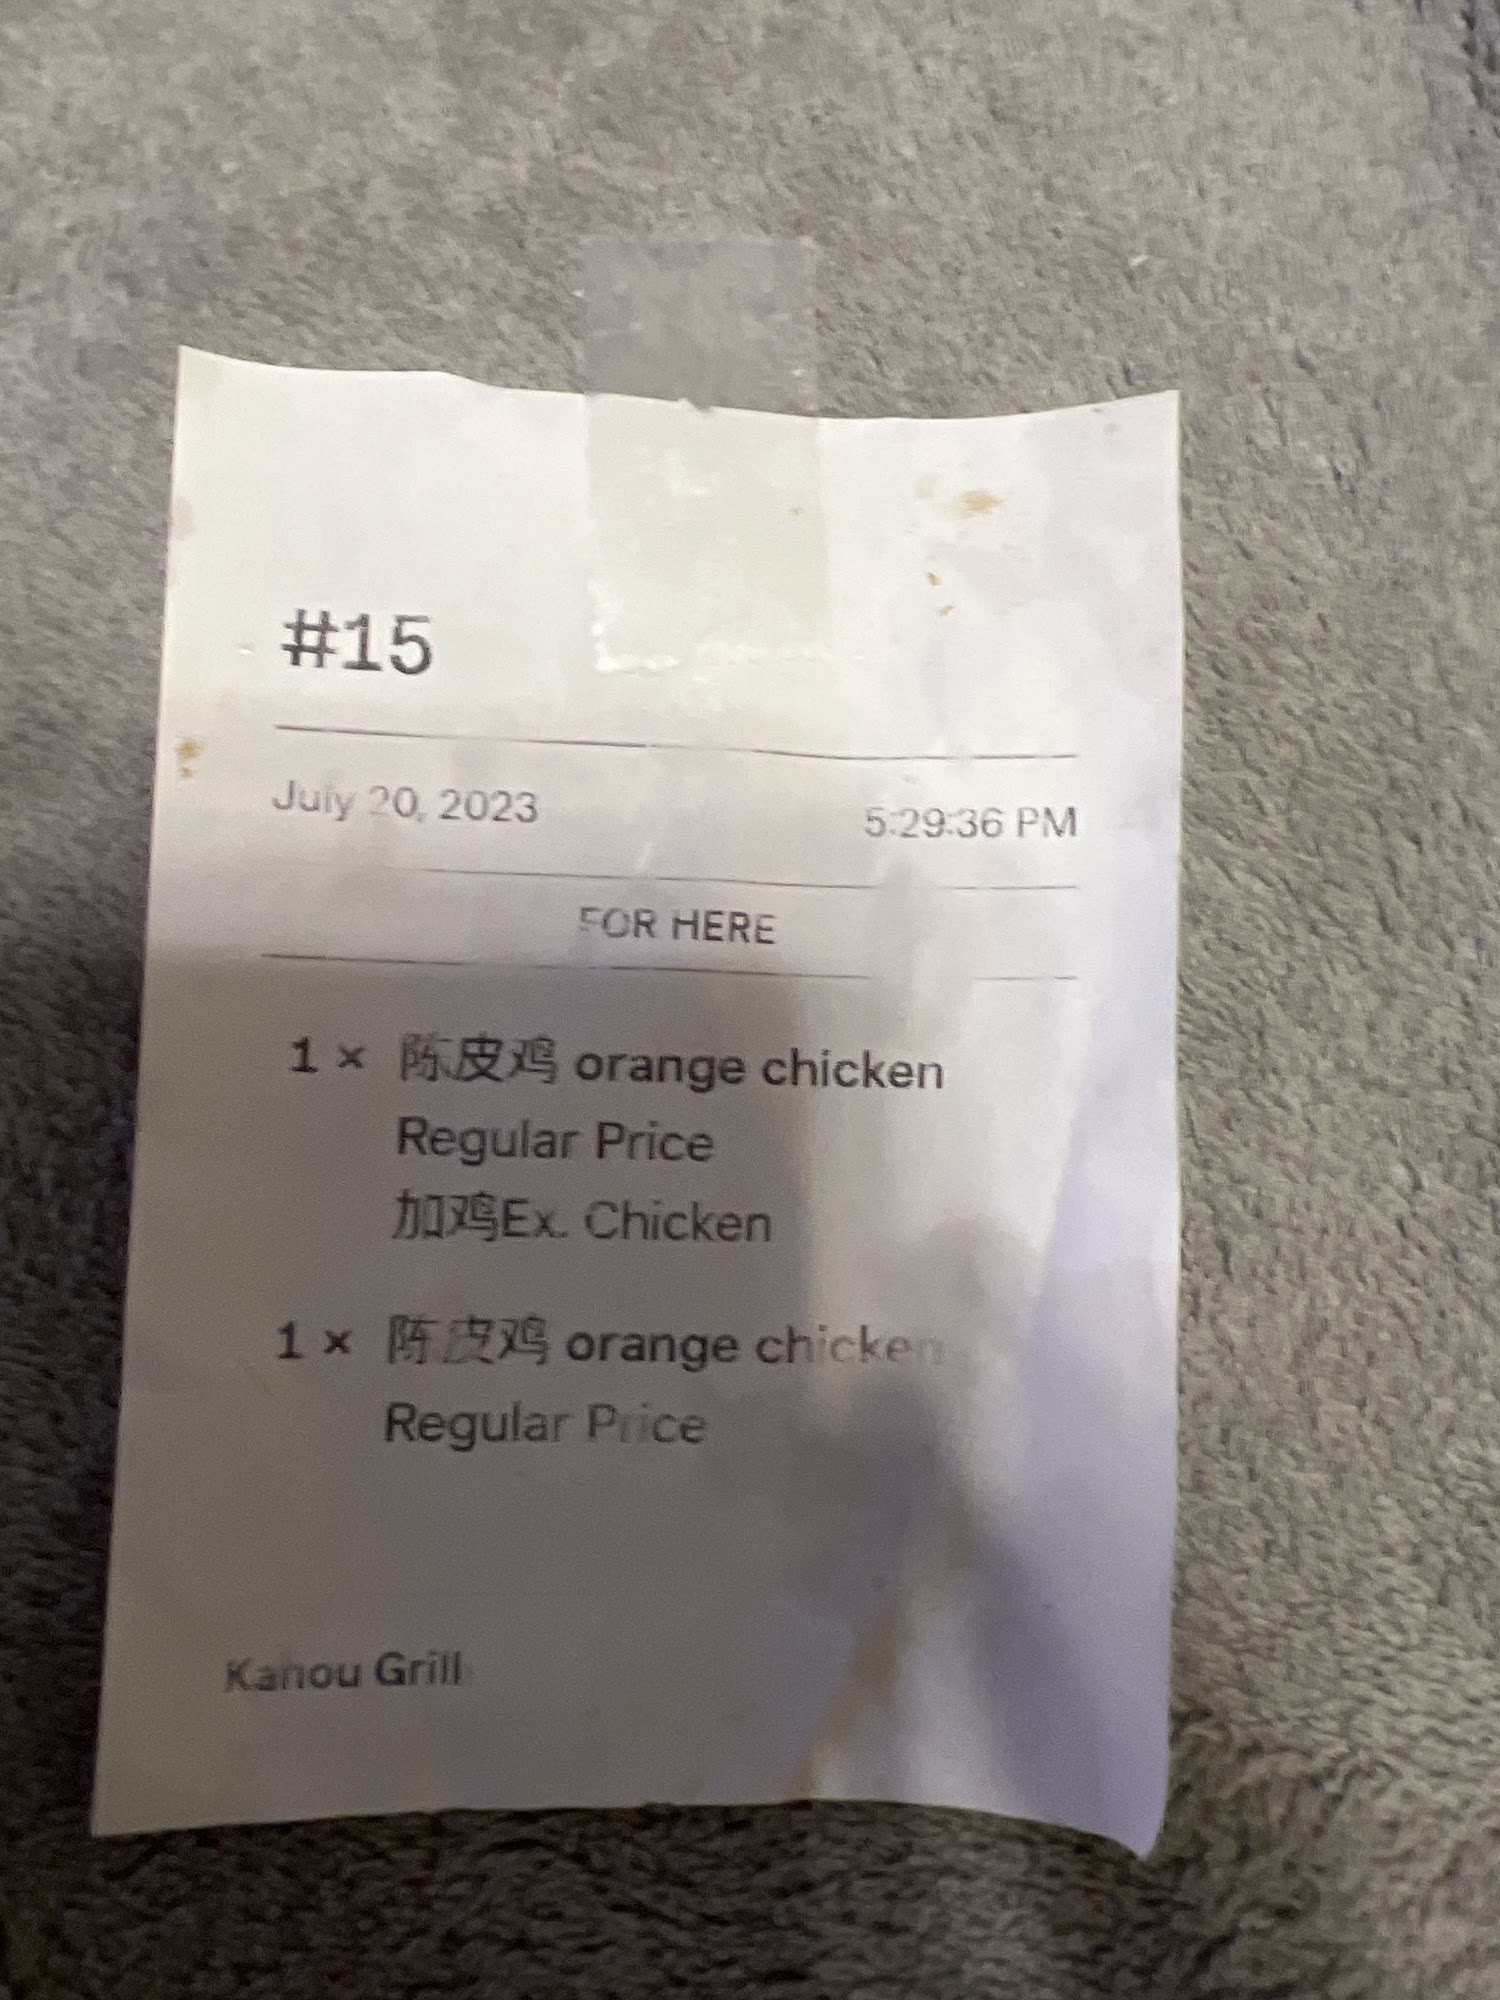 #15
July 20, 2023 5:29:36 PM
FOR HERE
1 × 陈皮鸡 orange chicken
Regular Price
加鸡Ex. Chicken
1 × 陈皮鸡 orange chicken
Regular Price
Kanou Grill